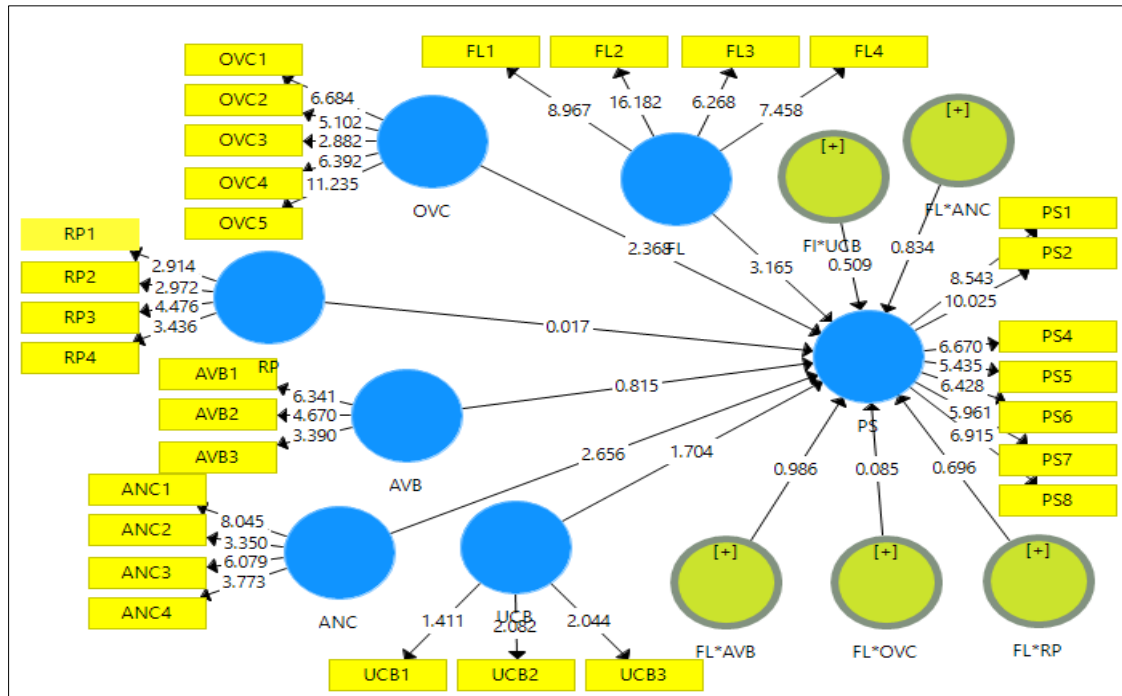 OVC1
OVC2
OVC3
OVC4
OVC5
6.684
5.102
2.882
6.392
11.235
OVC
FL1
FL2
FL3
FL4
8.967
16.182
6.268
7.458
FL
[+]
FI*UCB
[+]
FL*ANC
RP1
RP2
RP3
RP4
2.914
2.972
4.476
3.436
RP
2.368
3.165
0.509
0.834
0.017
0.815
2.656
1.704
AVB1
AVB2
AVB3
6.341
4.670
3.390
AVB
ANC1
ANC2
ANC3
ANC4
8.045
3.350
6.079
3.773
ANC
UCB
1.411
2.082
2.044
UCB1
UCB2
UCB3
PS
8.543
10.025
6.670
5.435
6.428
5.961
6.915
PS1
PS2
PS4
PS5
PS6
PS7
PS8
0.986
0.085
0.696
[+]
[+]
[+]
FL*AVB
FL*OVC
FL*RP